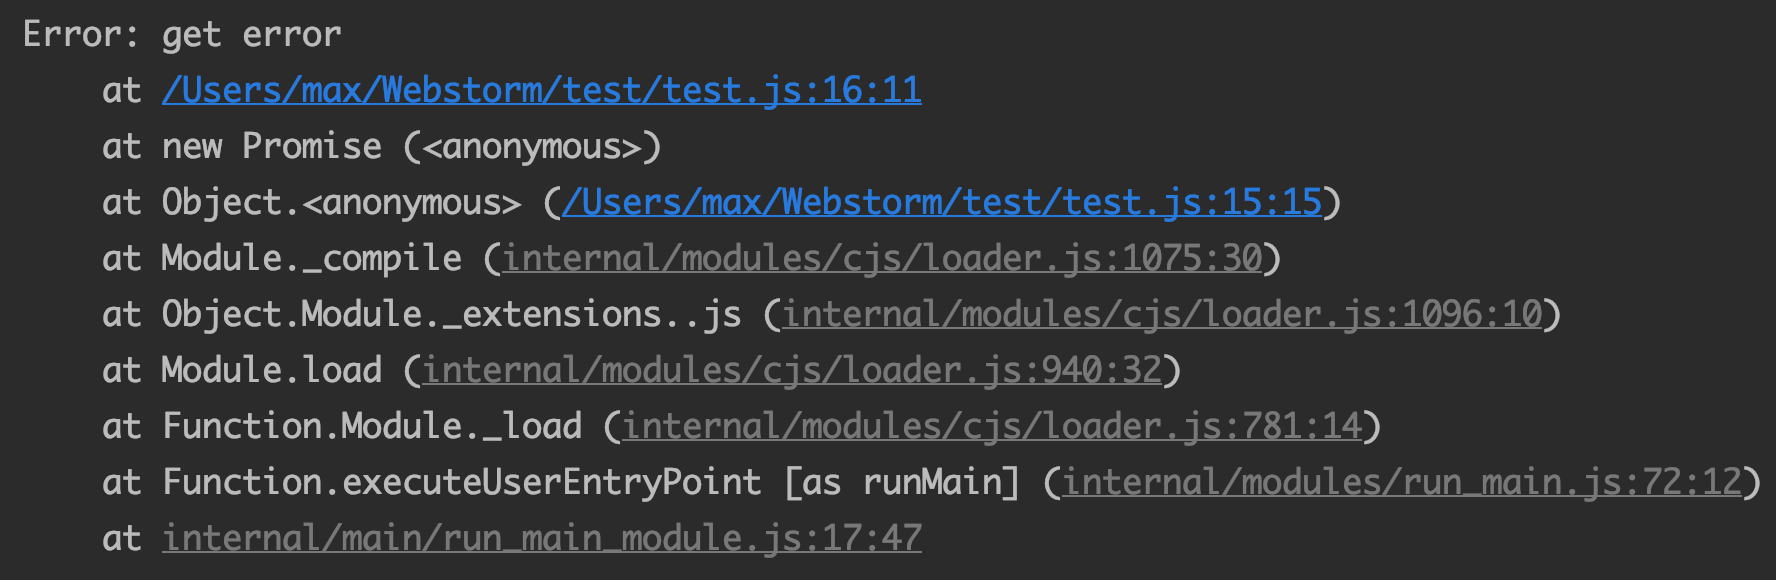 Error: get error
at /Users/max/Webstorm/test/test.js:16:11
at new Promise (<anonymous>)
at Object.<anonymous> (/Users/max/Webstorm/test/test.js:15:15)
at Module._compile (internal/modules/cjs/loader.js:1075:30)
at Object.Module._extensions..js (internal/modules/cjs/loader.js:1096:10)
at Module.load (internal/modules/cjs/loader.js:940:32)
at Function.Module._load (internal/modules/cjs/loader.js:781:14)
at Function.executeUserEntryPoint [as runMain] (internal/modules/run_main.js:72:12)
at internal/main/run_main_module.js:17:47